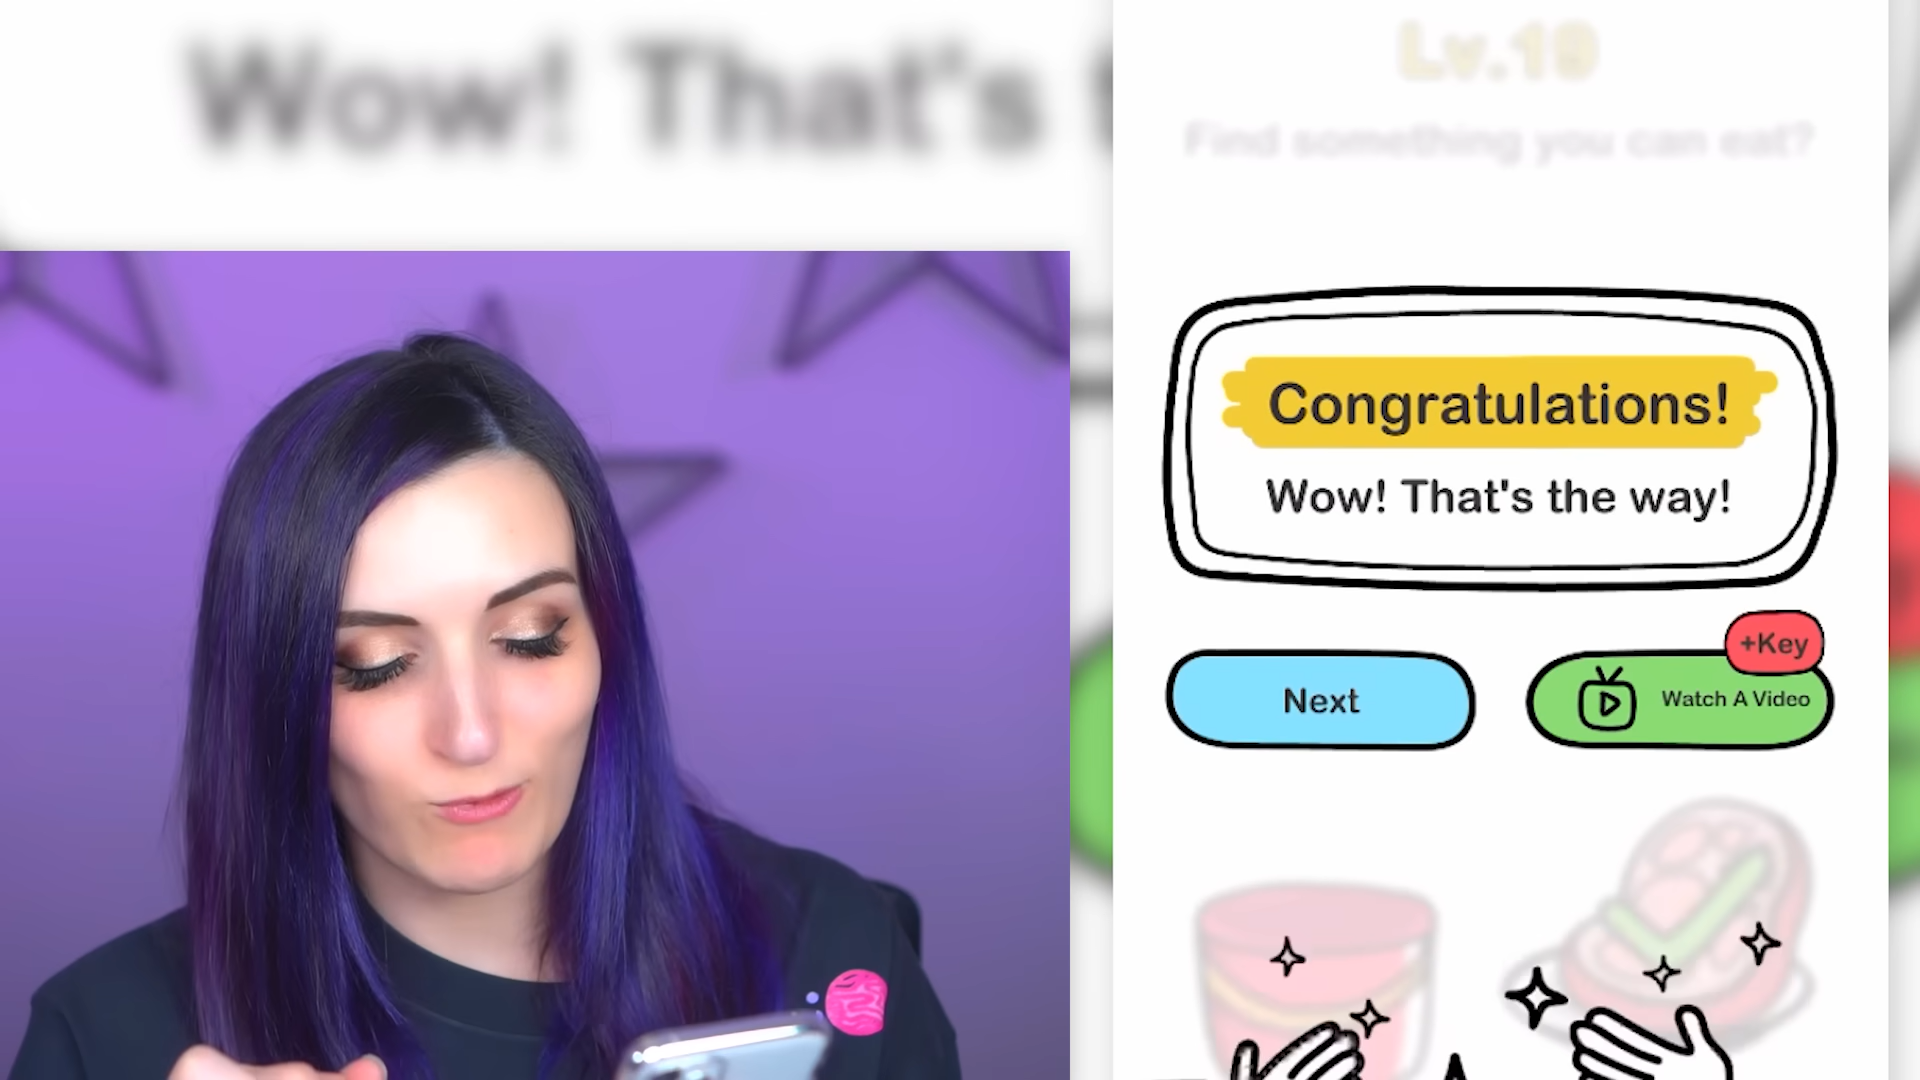 Wow! That's
Lv.19
Find something you can eat?
Congratulations!
Wow! That's the way!
+Key
Next
Watch A Video